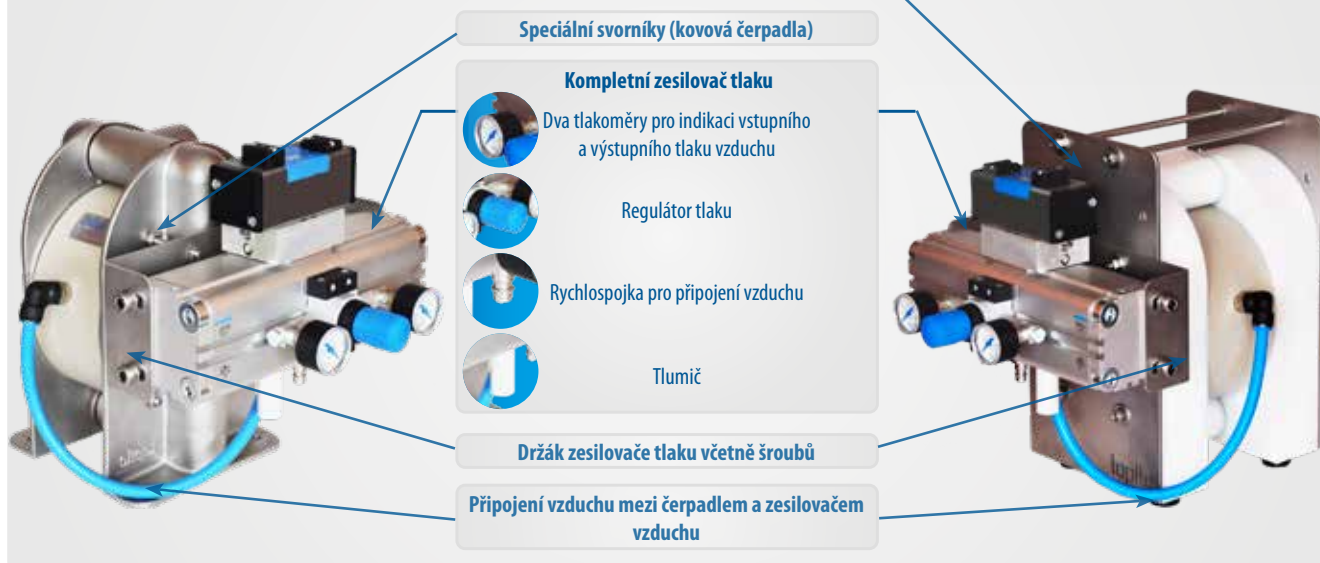 Speciální svorníky (kovová čerpadla)
Kompletní zesilovač tlaku
Dva tlakoměry pro indikaci vstupního
a výstupního tlaku vzduchu
Regulátor tlaku
Rychlospojka pro připojení vzduchu
Tlumič
Držák zesilovače tlaku včetně šroubů
Připojení vzduchu mezi čerpadlem a zesilovačem
vzduchu